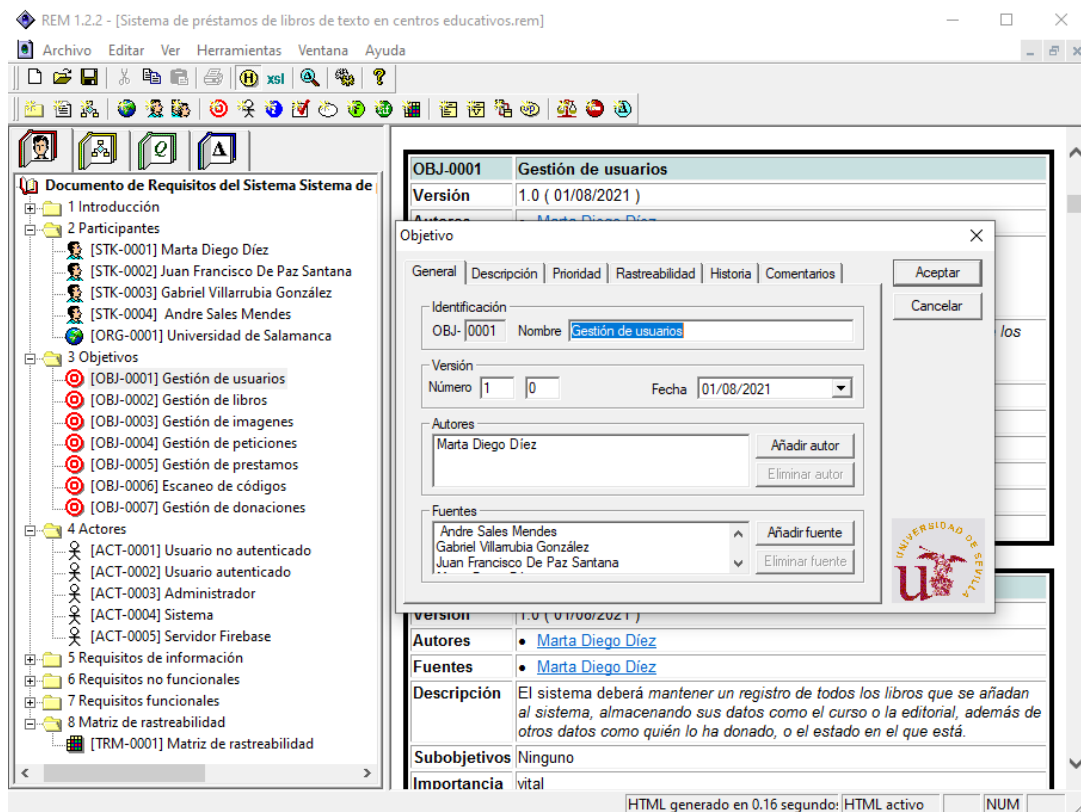 REM 1.2.2 - [Sistema de préstamos de libros de texto en centros educativos.rem]
Archivo Editar Ver Herramientas Ventana Ayuda
H xsl
Documento de Requisitos del Sistema Sistema de
1 Introducción
2 Participantes
[STK-0001] Marta Diego Díez
[STK-0002] Juan Francisco De Paz Santana
[STK-0003] Gabriel Villarrubia González
[STK-0004] Andre Sales Mendes
[ORG-0001] Universidad de Salamanca
3 Objetivos
[OBJ-0001] Gestión de usuarios
[OBJ-0002] Gestión de libros
[OBJ-0003] Gestión de imagenes
[OBJ-0004] Gestión de peticiones
[OBJ-0005] Gestión de prestamos
[OBJ-0006] Escaneo de códigos
[OBJ-0007] Gestión de donaciones
4 Actores
[ACT-0001] Usuario no autenticado
[ACT-0002] Usuario autenticado
[ACT-0003] Administrador
[ACT-0004] Sistema
[ACT-0005] Servidor Firebase
5 Requisitos de información
6 Requisitos no funcionales
7 Requisitos funcionales
8 Matriz de rastreabilidad
[TRM-0001] Matriz de rastreabilidad
OBJ-0001 Gestión de usuarios
Versión 1.0 ( 01/08/2021 )
Autores • Marta Diego Díez
los
Objetivo
General Descripción Prioridad Rastreabilidad Historia Comentarios
Aceptar
Cancelar
Identificación
OBJ- 0001 Nombre Gestión de usuarios
Versión
Número 1 0 Fecha 01/08/2021
Autores
Marta Diego Díez
Añadir autor
Eliminar autor
Fuentes
Andre Sales Mendes
Gabriel Villarrubia González
Juan Francisco De Paz Santana
Añadir fuente
Eliminar fuente
UNIVERSIDAD DE SEVILLA
Versión 1.0 ( 01/08/2021 )
Autores • Marta Diego Díez
Fuentes • Marta Diego Díez
Descripción El sistema deberá mantener un registro de todos los libros que se añadan
al sistema, almacenando sus datos como el curso o la editorial, además de
otros datos como quién lo ha donado, o el estado en el que está.
Subobjetivos Ninguno
Importancia vital
HTML generado en 0.16 segundo: HTML activo NUM